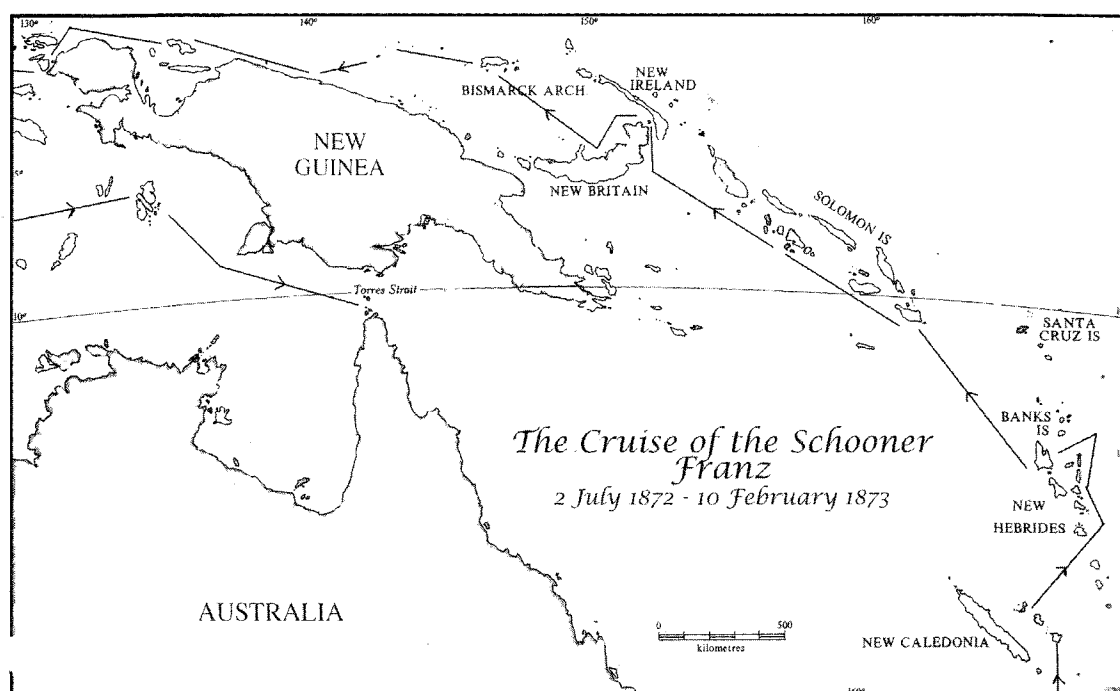 130°
140°
150°
160°
NEW
IRELAND
BISMARCK ARCH
NEW
GUINEA
5°
NEW BRITAIN
SOLOMON IS
Torres Strait
10°
SANTA
CRUZ IS
BANKS
IS
The Cruise of the Schooner
Franz
2 July 1872 - 10 February 1873
NEW
HEBRIDES
AUSTRALIA
0
500
kilometres
NEW CALEDONIA
160°